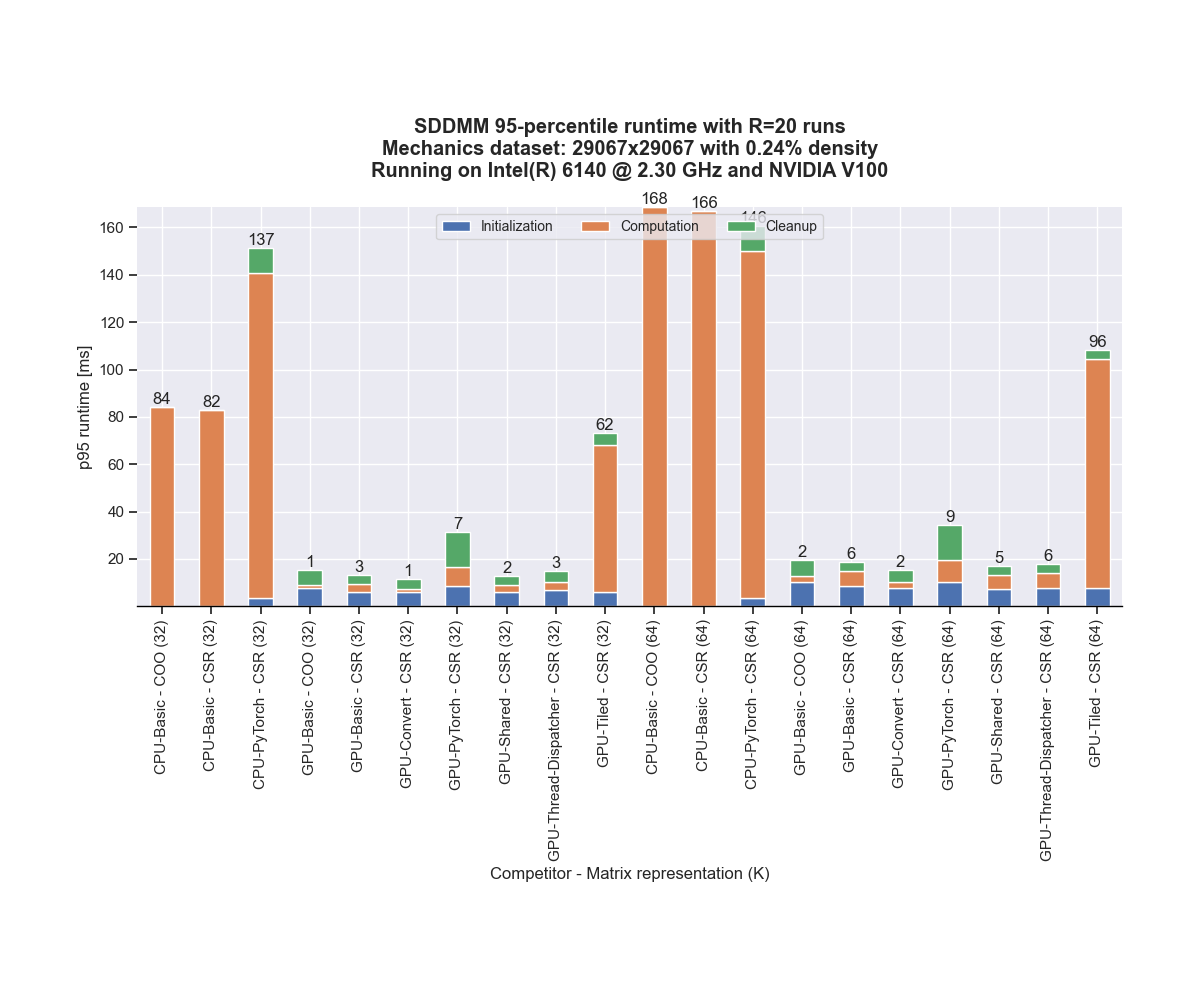 SDDMM 95-percentile runtime with R=20 runs
Mechanics dataset: 29067x29067 with 0.24% density
Running on Intel(R) 6140 @ 2.30 GHz and NVIDIA V100
168
166
146
Initialization
Computation
Cleanup
137
84
82
1
3
1
7
2
3
62
2
6
2
9
5
6
96
160
140
120
100
80
60
40
20
p95 runtime [ms]
CPU-Basic - COO (32)
CPU-Basic - CSR (32)
CPU-PyTorch - CSR (32)
GPU-Basic - COO (32)
GPU-Basic - CSR (32)
GPU-Convert - CSR (32)
GPU-PyTorch - CSR (32)
GPU-Shared - CSR (32)
GPU-Thread-Dispatcher - CSR (32)
GPU-Tiled - CSR (32)
CPU-Basic - COO (64)
CPU-Basic - CSR (64)
CPU-PyTorch - CSR (64)
GPU-Basic - COO (64)
GPU-Basic - CSR (64)
GPU-Convert - CSR (64)
GPU-PyTorch - CSR (64)
GPU-Shared - CSR (64)
GPU-Thread-Dispatcher - CSR (64)
GPU-Tiled - CSR (64)
Competitor - Matrix representation (K)